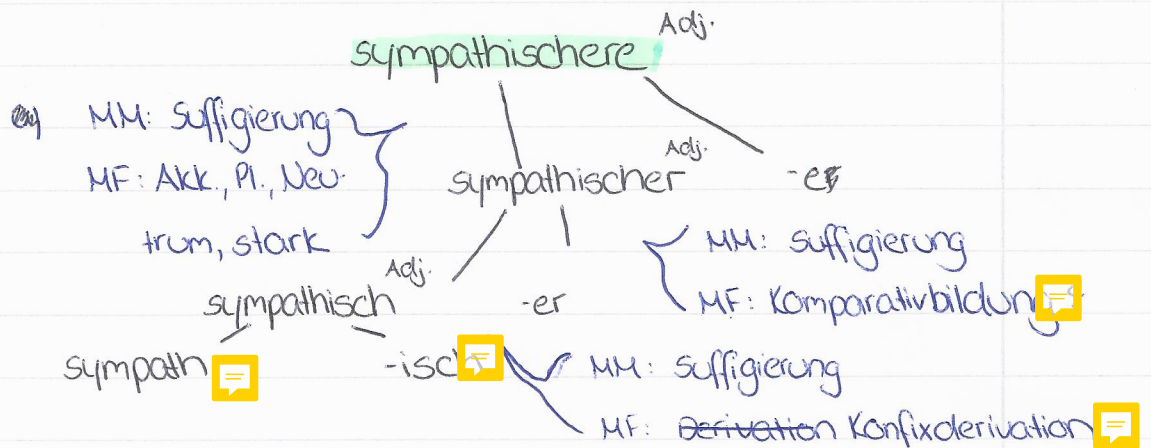 sympathischere Adj.
MM: Suffigierung
MF: Akk., Pl., Neu-
trum, stark
sympathischer Adj. -e
MM: Suffigierung
MF: Komparativbildung
sympathisch Adj. -er
sympath -isch
MM: Suffigierung
MF: Derivation Konfixderivation